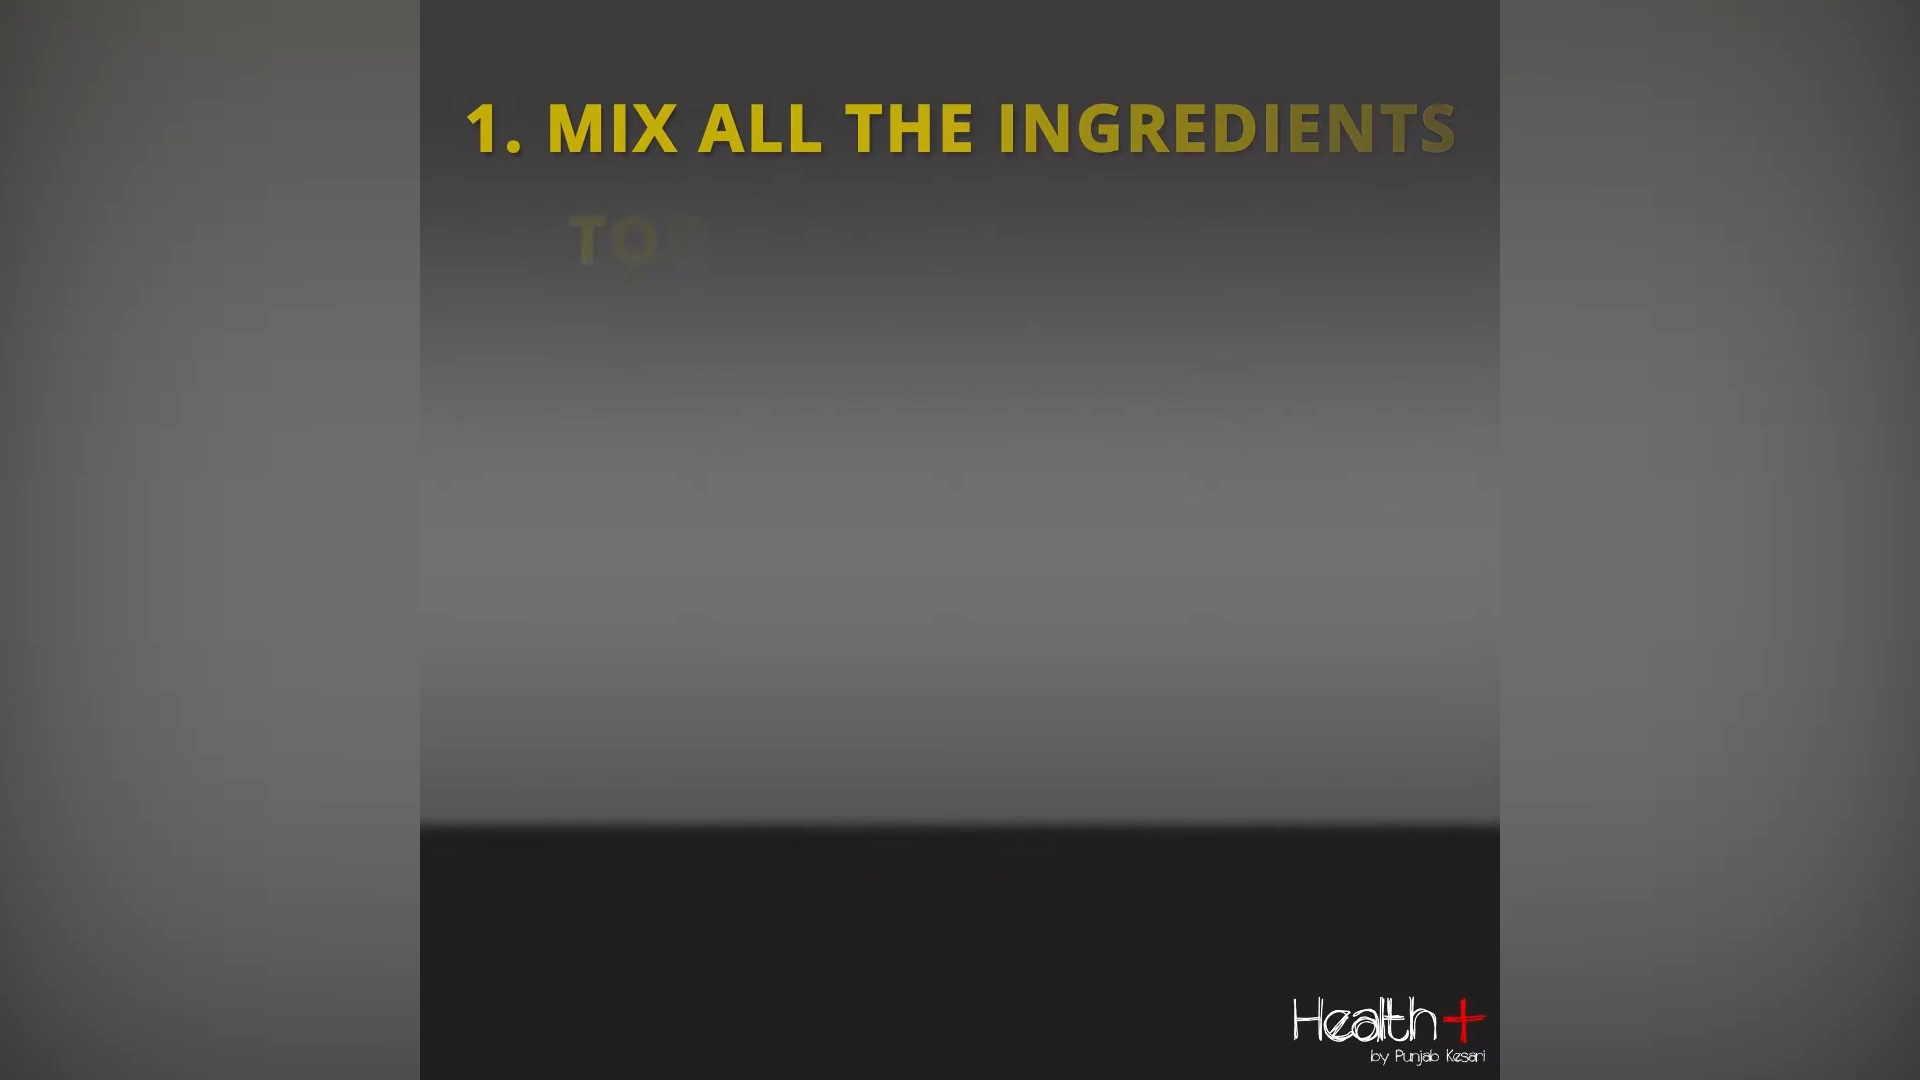 1. MIX ALL THE INGREDIENTS
Health+
by Punjab Kesari